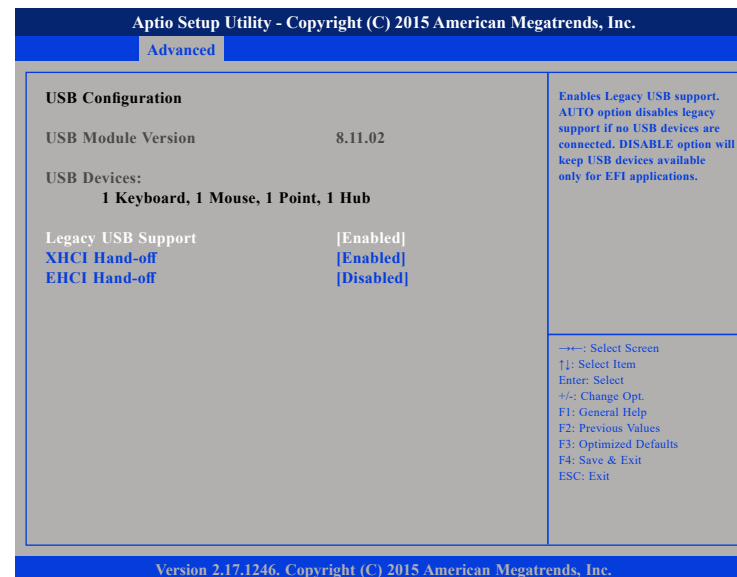 Aptio Setup Utility - Copyright (C) 2015 American Megatrends, Inc.
Advanced
USB Configuration
USB Module Version 8.11.02
USB Devices:
1 Keyboard, 1 Mouse, 1 Point, 1 Hub
Legacy USB Support [Enabled]
XHCI Hand-off [Enabled]
EHCI Hand-off [Disabled]
Enables Legacy USB support.
AUTO option disables legacy
support if no USB devices are
connected. DISABLE option will
keep USB devices available
only for EFI applications.
→←: Select Screen
↑↓: Select Item
Enter: Select
+/-: Change Opt.
F1: General Help
F2: Previous Values
F3: Optimized Defaults
F4: Save & Exit
ESC: Exit
Version 2.17.1246. Copyright (C) 2015 American Megatrends, Inc.